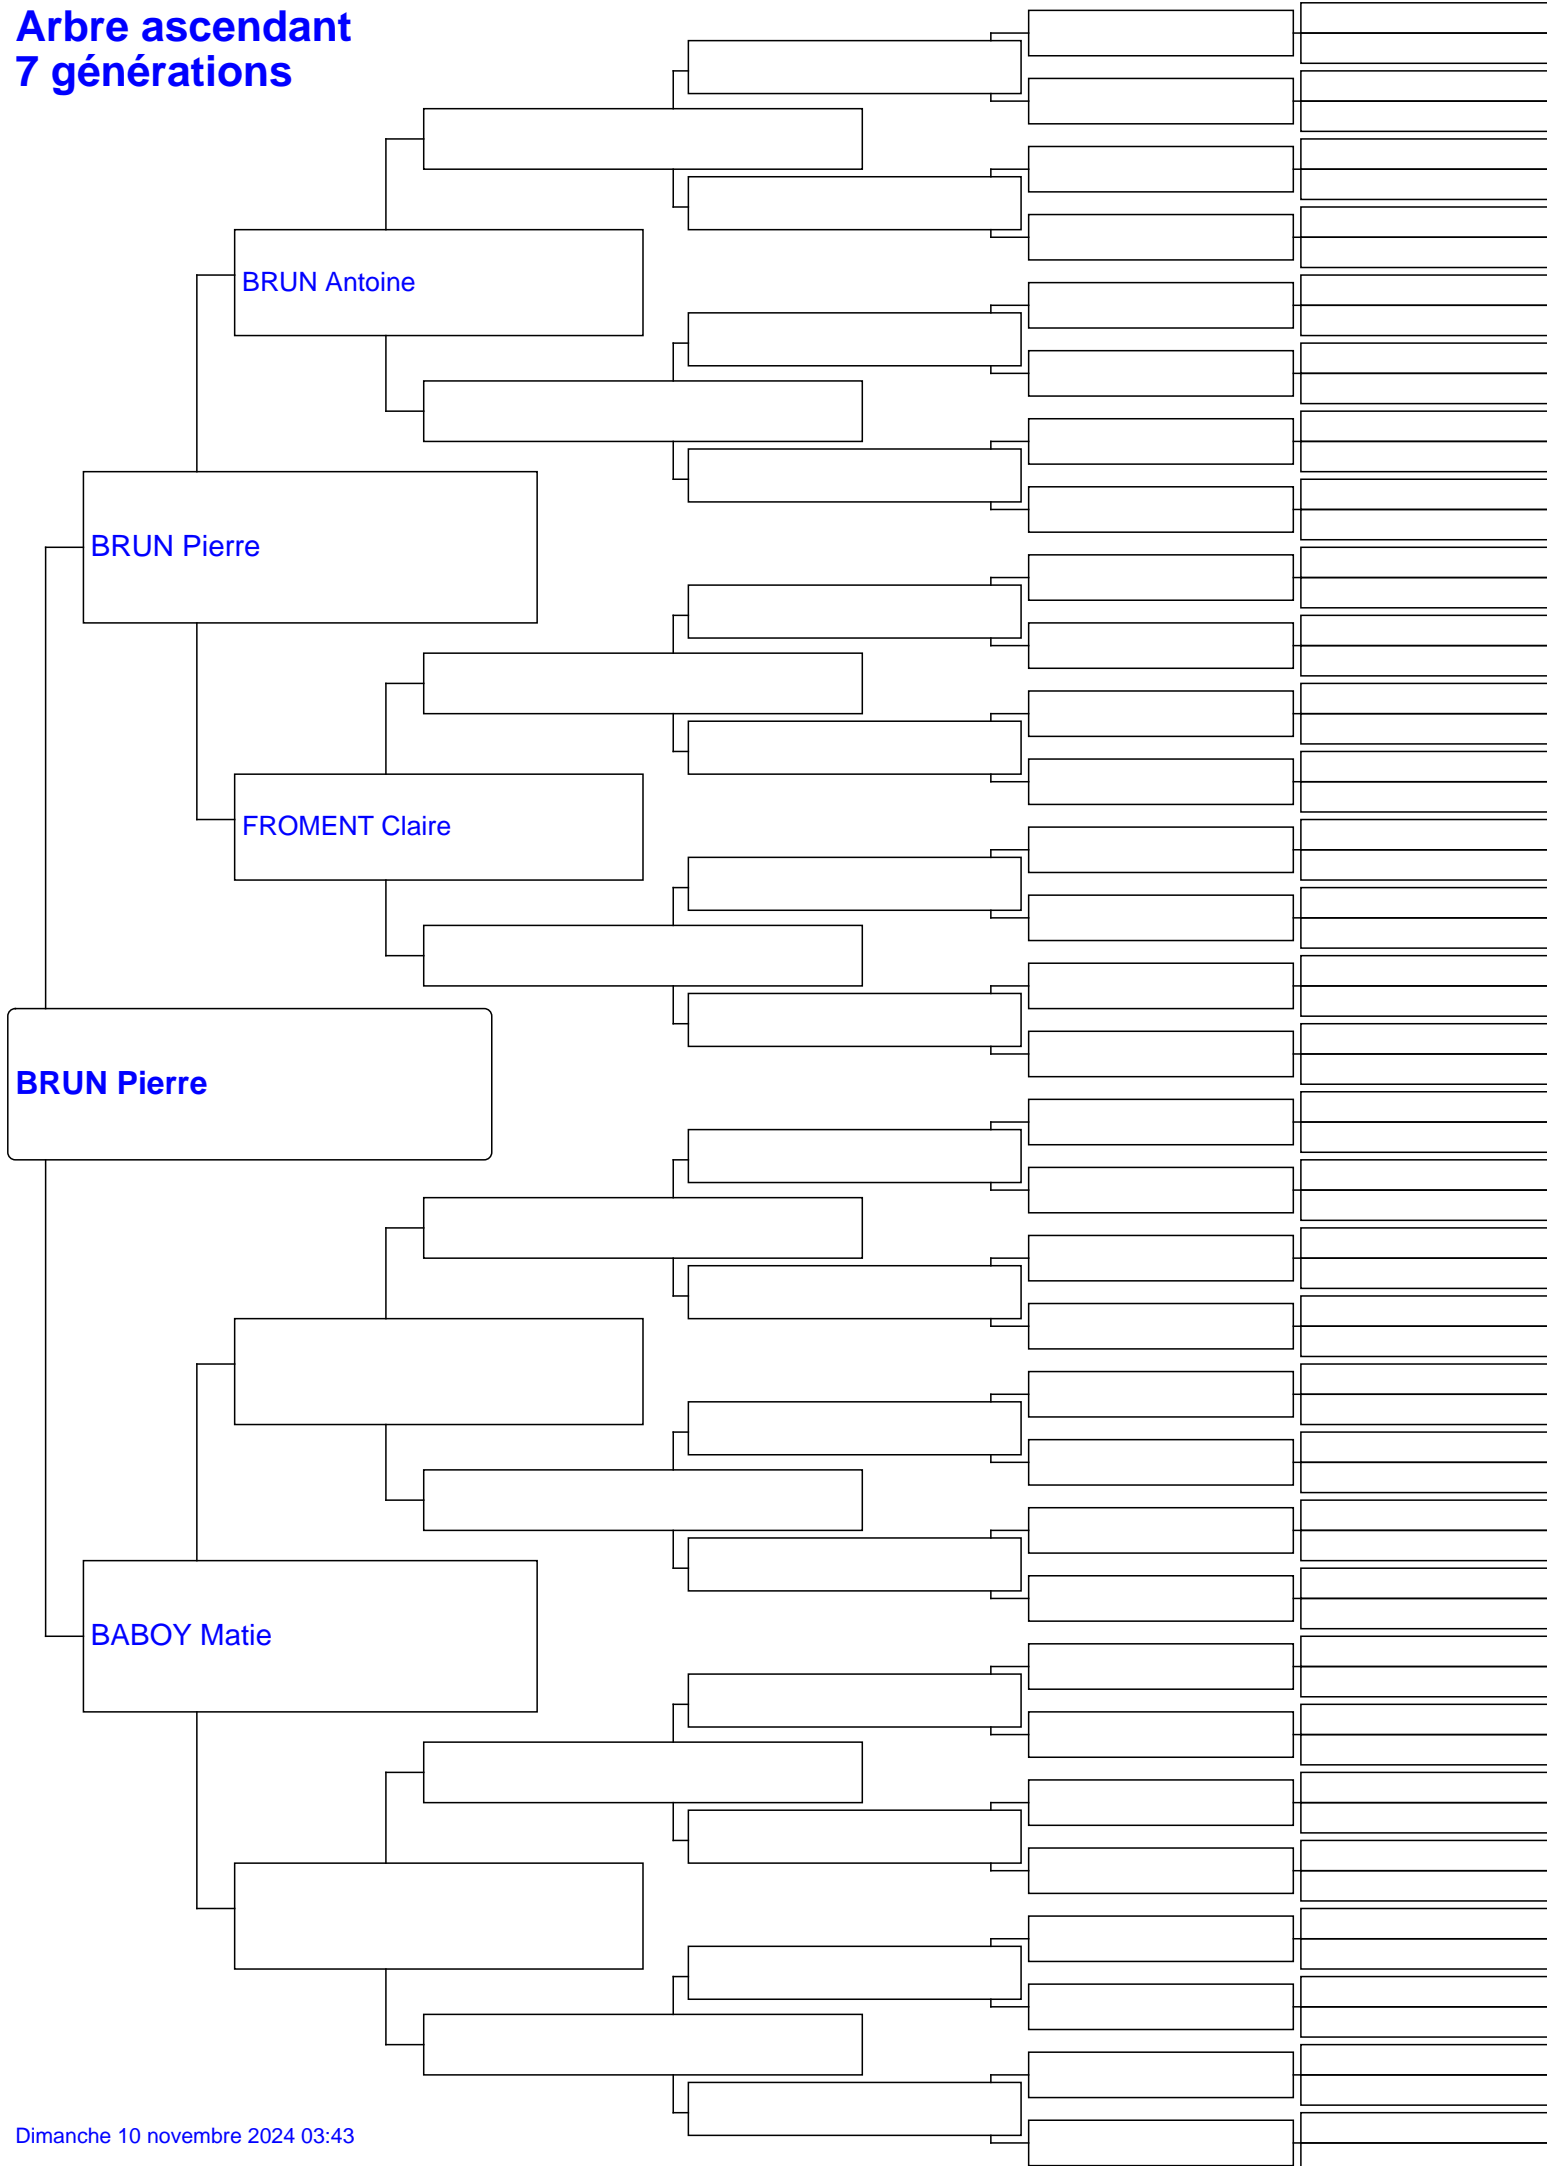 Arbre ascendant
7 générations
BRUN Antoine
BRUN Pierre
FROMENT Claire
BRUN Pierre
BABOY Matie
Dimanche 10 novembre 2024 03:43